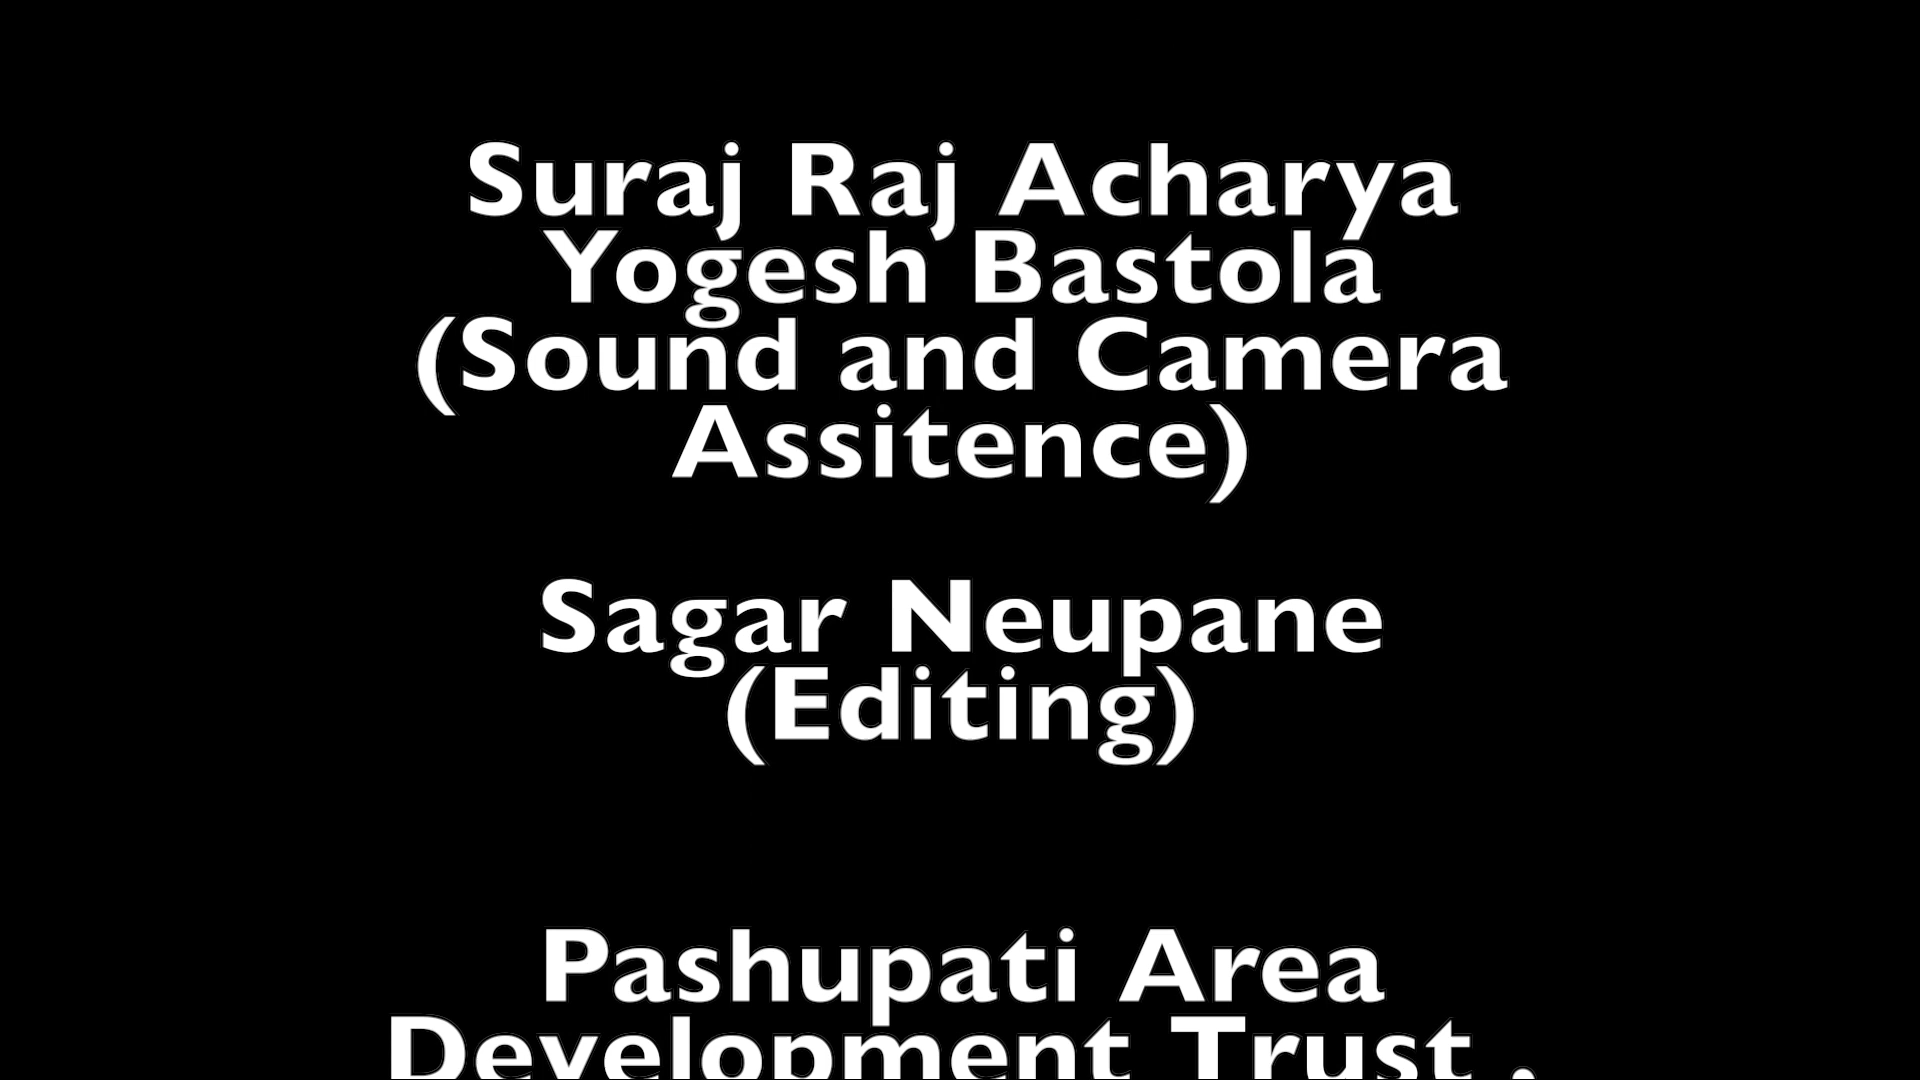 Suraj Raj Acharya
Yogesh Bastola
(Sound and Camera
Assitence)
Sagar Neupane
(Editing)
Pashupati Area
Development Trust ,